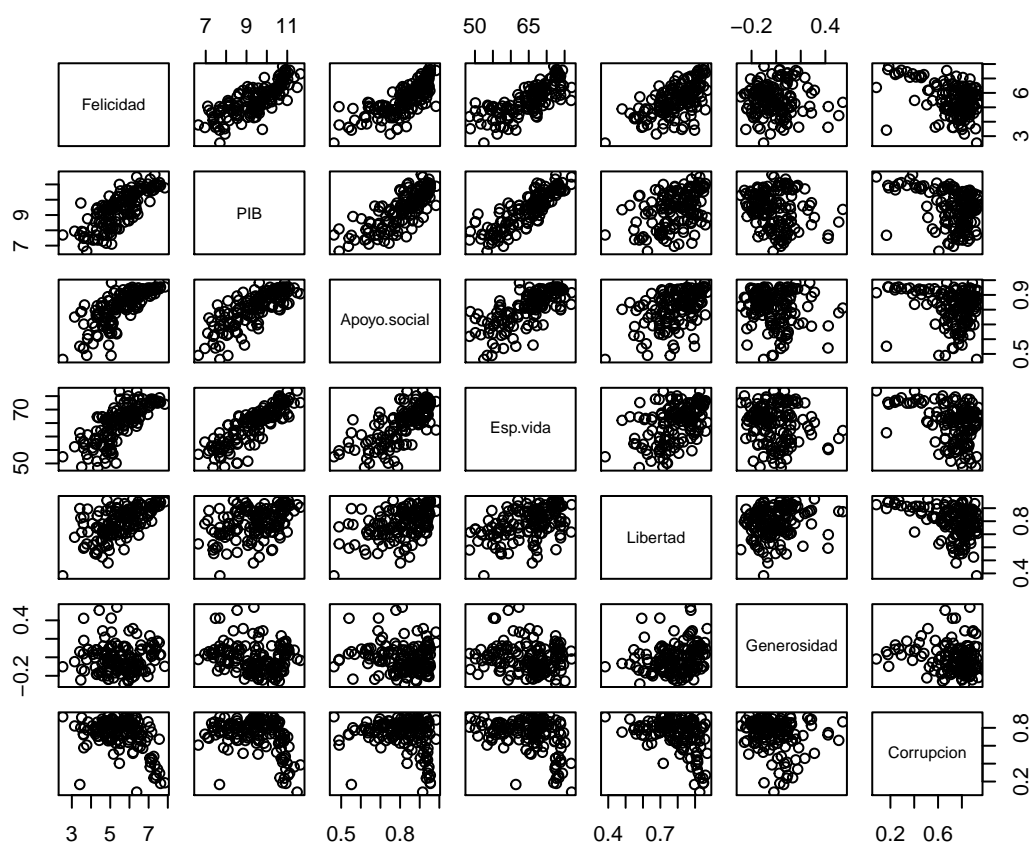 7 9 11 50 65 −0.2 0.4
Felicidad 3 6
7 9 PIB
Apoyo.social 0.5 0.9
50 70 Esp.vida
Libertad 0.4 0.8
−0.2 0.4 Generosidad
Corrupcion 0.2 0.8
3 5 7 0.5 0.8 0.4 0.7 0.2 0.6